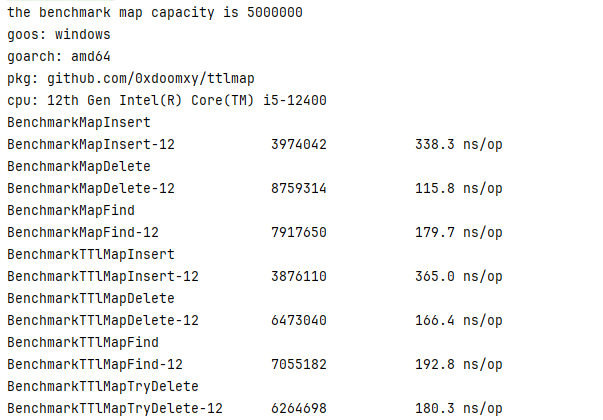 the benchmark map capacity is 5000000
goos: windows
goarch: amd64
pkg: github.com/0xdoomxy/ttlmap
cpu: 12th Gen Intel(R) Core(TM) i5-12400
BenchmarkMapInsert
BenchmarkMapInsert-12 3974042 338.3 ns/op
BenchmarkMapDelete
BenchmarkMapDelete-12 8759314 115.8 ns/op
BenchmarkMapFind
BenchmarkMapFind-12 7917650 179.7 ns/op
BenchmarkTTlMapInsert
BenchmarkTTlMapInsert-12 3876110 365.0 ns/op
BenchmarkTTlMapDelete
BenchmarkTTlMapDelete-12 6473040 166.4 ns/op
BenchmarkTTlMapFind
BenchmarkTTlMapFind-12 7055182 192.8 ns/op
BenchmarkTTlMapTryDelete
BenchmarkTTlMapTryDelete-12 6264698 180.3 ns/op